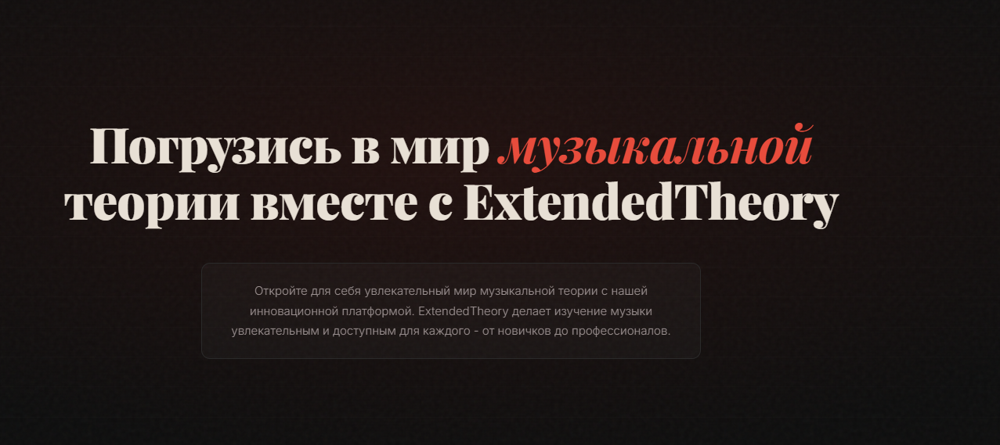 Погрузись в мир музыкальной
теории вместе с ExtendedTheory
Откройте для себя увлекательный мир музыкальной теории с нашей
инновационной платформой. ExtendedTheory делает изучение музыки
увлекательным и доступным для каждого - от новичков до профессионалов.